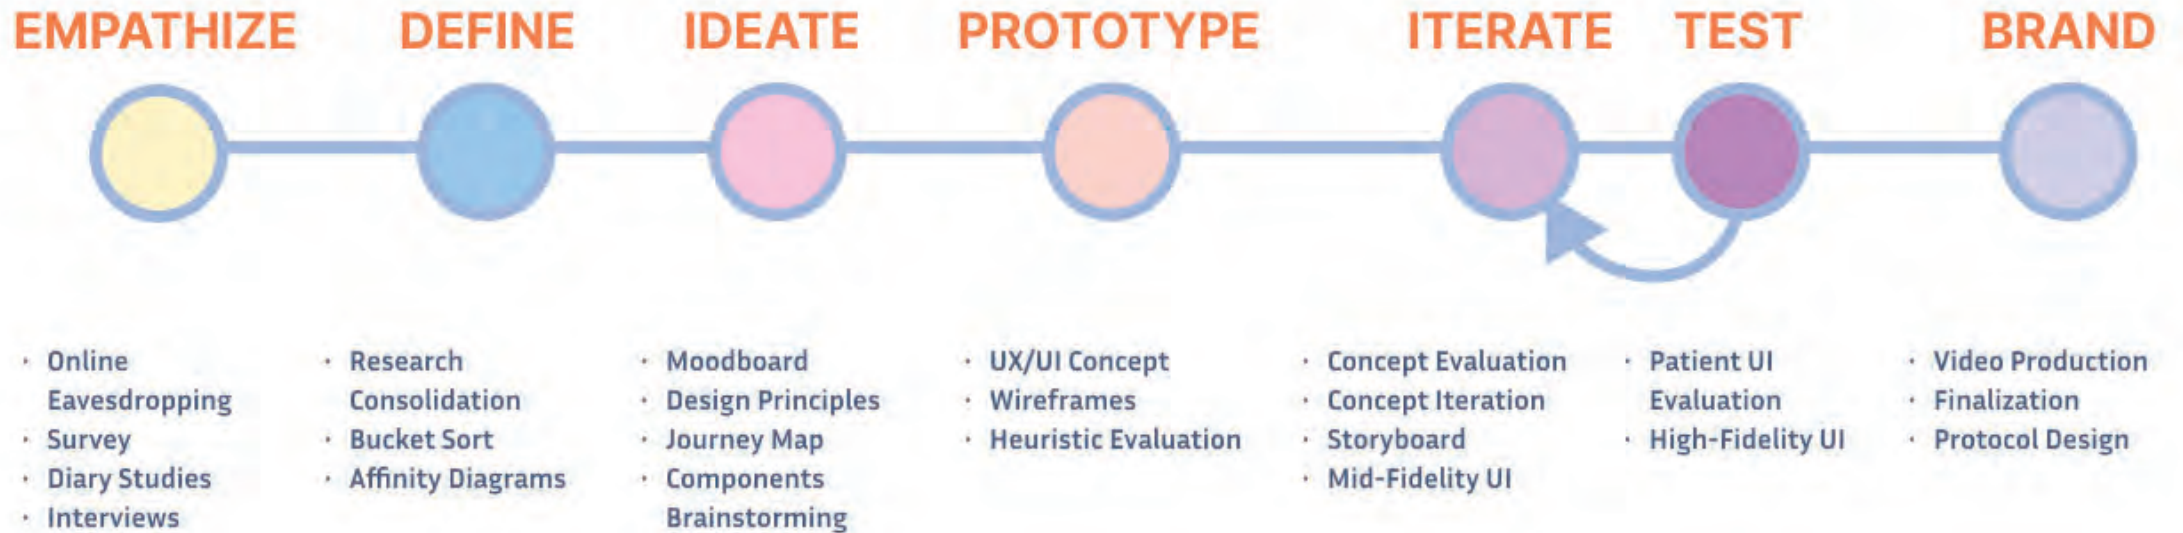 EMPATHIZE
DEFINE
IDEATE
PROTOTYPE
ITERATE
TEST
BRAND
· Online
Eavesdropping
· Survey
· Diary Studies
· Interviews
· Research
Consolidation
· Bucket Sort
· Affinity Diagrams
· Moodboard
· Design Principles
· Journey Map
· Components
Brainstorming
· UX/UI Concept
· Wireframes
· Heuristic Evaluation
· Concept Evaluation
· Concept Iteration
· Storyboard
· Mid-Fidelity UI
· Patient UI
Evaluation
· High-Fidelity UI
· Video Production
· Finalization
· Protocol Design